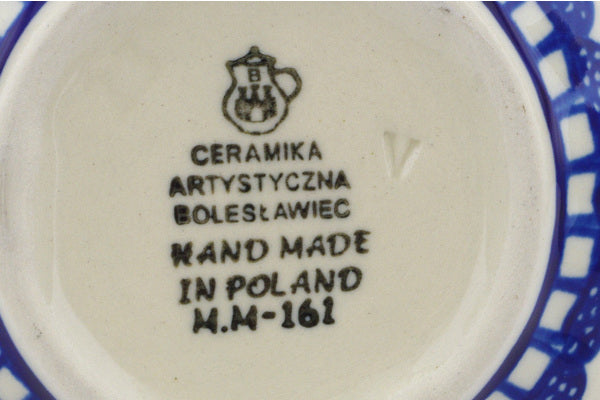 B
CERAMIKA
ARTYSTYCZNA
BOLESŁAWIEC
HAND MADE
IN POLAND
M.M-161
V